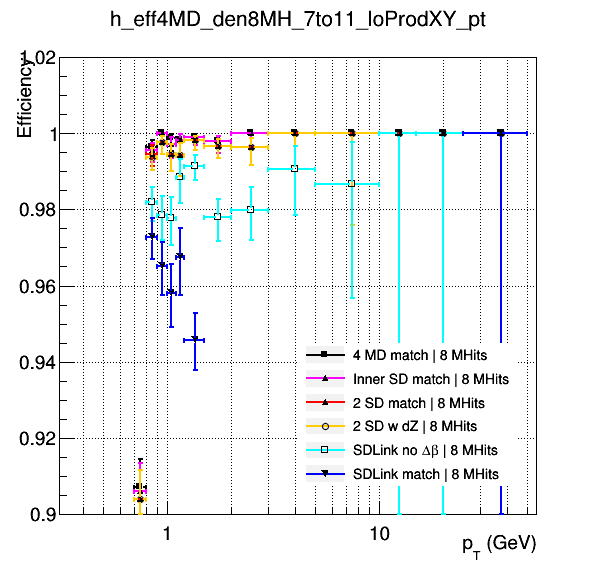 h_eff4MD_den8MH_7to11_loProdXY_pt
Efficiency
1.02
1
0.98
0.96
0.94
0.92
0.9
4 MD match | 8 MHits
Inner SD match | 8 MHits
2 SD match | 8 MHits
2 SD w dZ | 8 MHits
SDLink no Δβ | 8 MHits
SDLink match | 8 MHits
1
10
p_T (GeV)